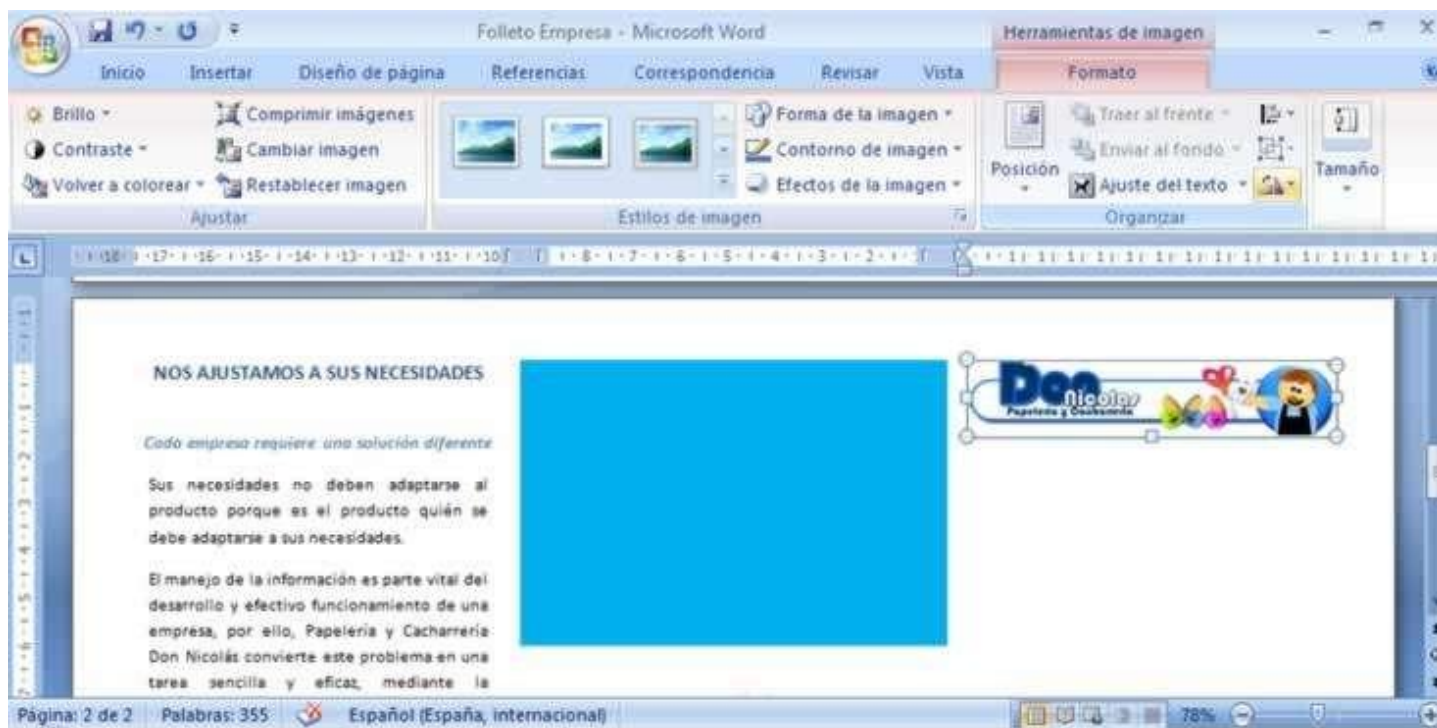 Folleto Empresa - Microsoft Word
Herramientas de imagen
Inicio Insertar Diseño de página Referencias Correspondencia Revisar Vista Formato
Brillo Comprimir imágenes Forma de la imagen Traer al frente
Contraste Cambiar imagen Contorno de imagen Enviar al fondo
Volver a colorear Restablecer imagen Efectos de la imagen Posición Ajuste del texto Tamaño
Ajustar Estilos de imagen Organizar
NOS AJUSTAMOS A SUS NECESIDADES
Cada empresa requiere una solución diferente
Sus necesidades no deben adaptarse al
producto porque es el producto quién se
debe adaptarse a sus necesidades.
El manejo de la información es parte vital del
desarrollo y efectivo funcionamiento de una
empresa, por ello, Papelería y Cacharrería
Don Nicolás convierte este problema en una
tarea sencilla y eficaz, mediante la
Don
Nicolas
Papeleria y Cacharreria
Página: 2 de 2 Palabras: 355 Español (España, internacional) 78%